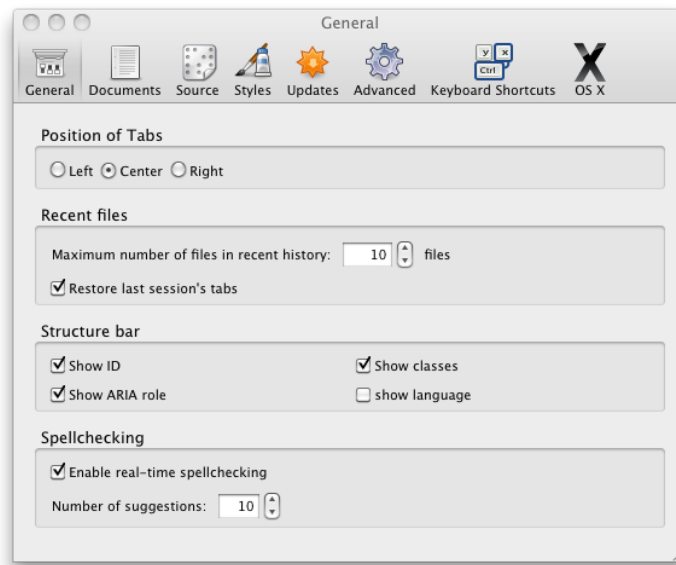 General
General Documents Source Styles Updates Advanced Keyboard Shortcuts OS X
y x
Ctrl
Position of Tabs
Left Center Right
Recent files
Maximum number of files in recent history: 10 files
Restore last session's tabs
Structure bar
Show ID Show classes
Show ARIA role show language
Spellchecking
Enable real-time spellchecking
Number of suggestions: 10